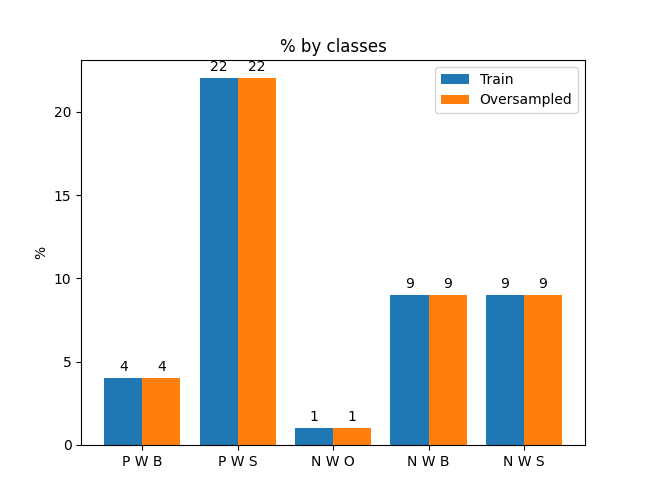 % by classes
22 22
Train
Oversampled
20
15
%
10
9 9
9 9
5
4 4
1 1
0
P W B
P W S
N W O
N W B
N W S